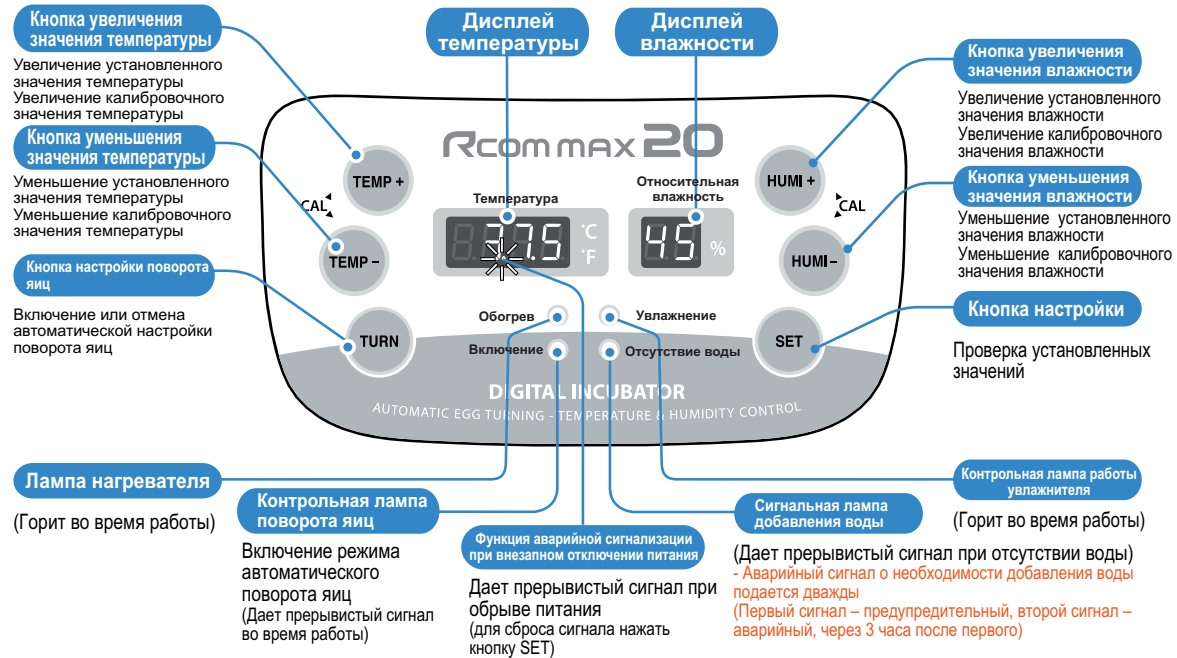 Кнопка увеличения
значения температуры
Увеличение установленного
значения температуры
Увеличение калибровочного
значения температуры
Кнопка уменьшения
значения температуры
Уменьшение установленного
значения температуры
Уменьшение калибровочного
значения температуры
Кнопка настройки поворота
яиц
Включение или отмена
автоматической настройки
поворота яиц
Дисплей
температуры
Дисплей
влажности
Кнопка увеличения
значения влажности
Увеличение установленного
значения влажности
Увеличение калибровочного
значения влажности
Кнопка уменьшения
значения влажности
Уменьшение установленного
значения влажности
Уменьшение калибровочного
значения влажности
Кнопка настройки
Проверка установленных
значений
Rcom max 20
TEMP +
CAL
TEMP –
TURN
Температура
37.5 °C
°F
Относительная
влажность
45 %
HUMI +
CAL
HUMI –
SET
Обогрев
Увлажнение
Включение
Отсутствие воды
DIGITAL INCUBATOR
AUTOMATIC EGG TURNING - TEMPERATURE & HUMIDITY CONTROL
Лампа нагревателя
(Горит во время работы)
Контрольная лампа
поворота яиц
Включение режима
автоматического
поворота яиц
(Дает прерывистый сигнал
во время работы)
Функция аварийной сигнализации
при внезапном отключении питания
Дает прерывистый сигнал при
обрыве питания
(для сброса сигнала нажать
кнопку SET)
Сигнальная лампа
добавления воды
(Дает прерывистый сигнал при отсутствии воды)
- Аварийный сигнал о необходимости добавления воды
подается дважды
(Первый сигнал – предупредительный, второй сигнал –
аварийный, через 3 часа после первого)
Контрольная лампа работы
увлажнителя
(Горит во время работы)